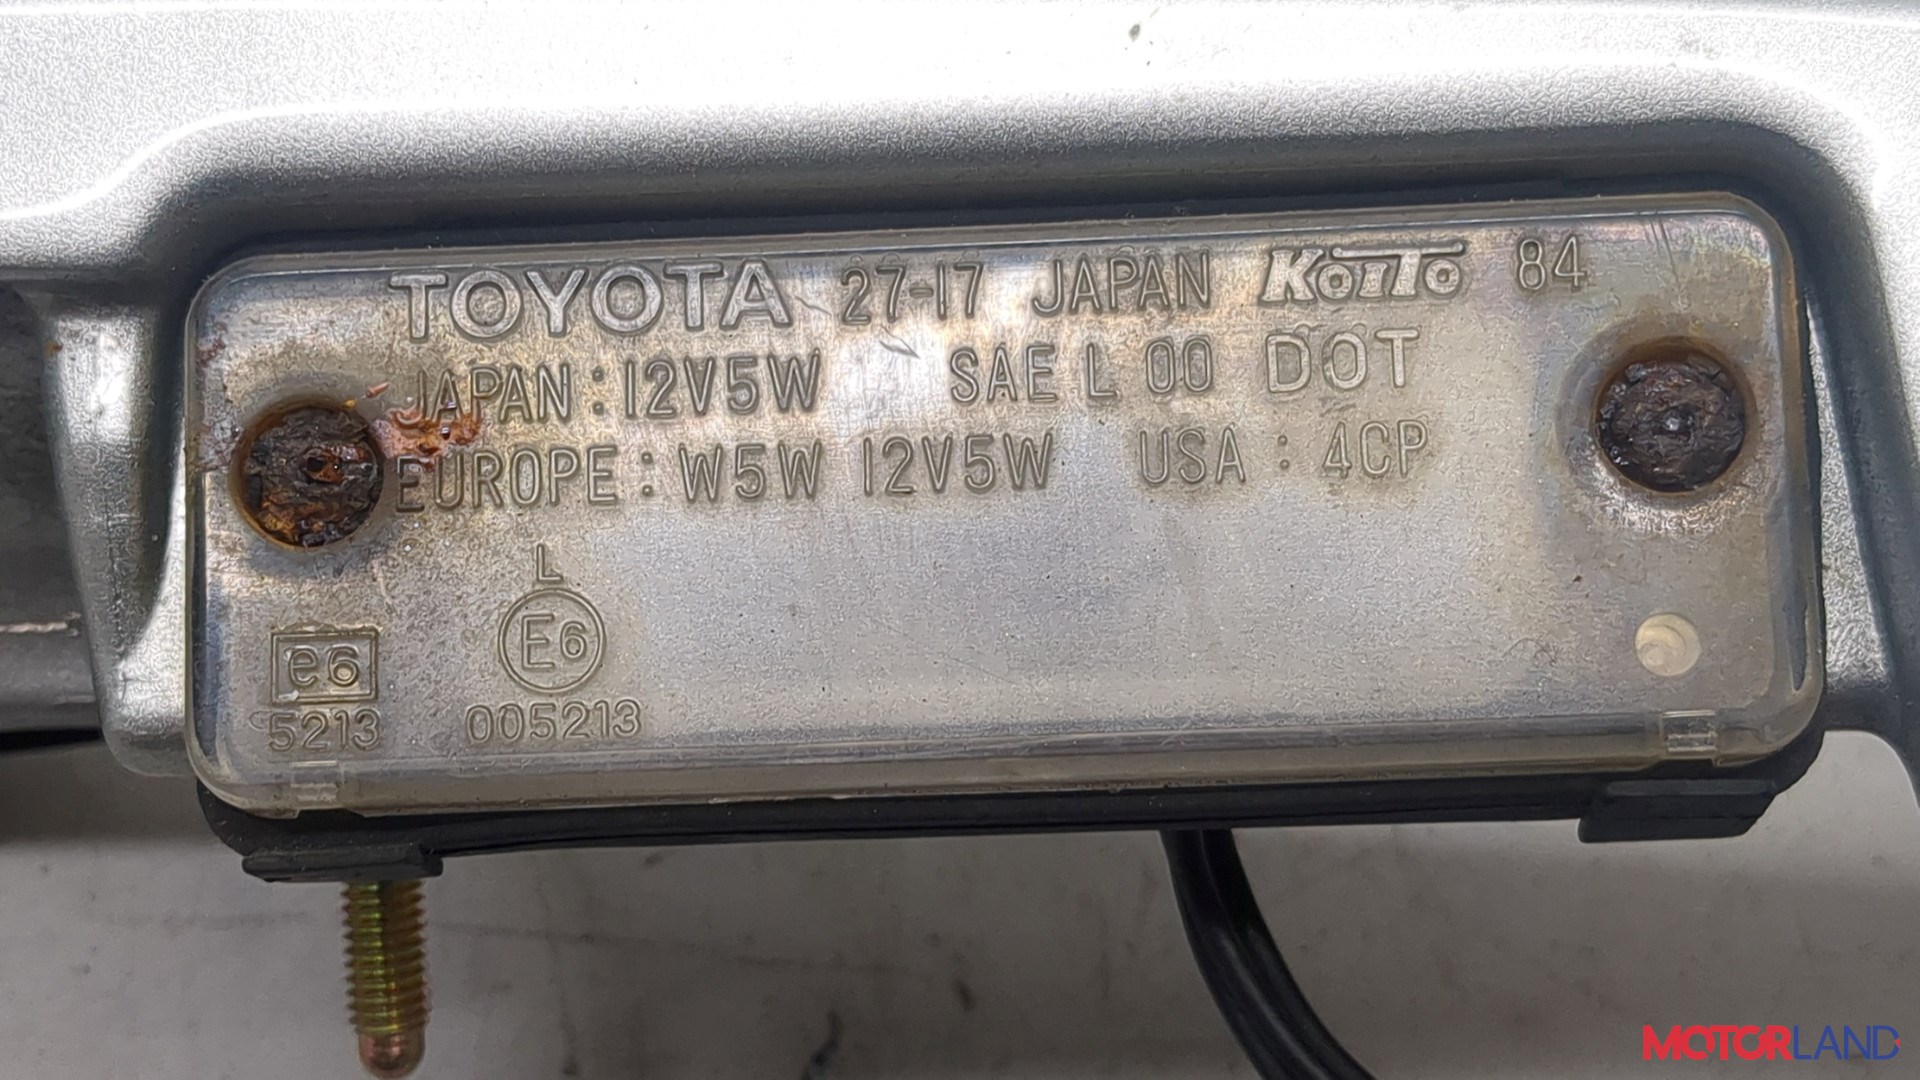 TOYOTA 27-17 JAPAN KOITO 84
JAPAN : 12V5W SAE L 00 DOT
EUROPE : W5W 12V5W USA : 4CP
L
e6 E6
5213 005213
MOTORLAND